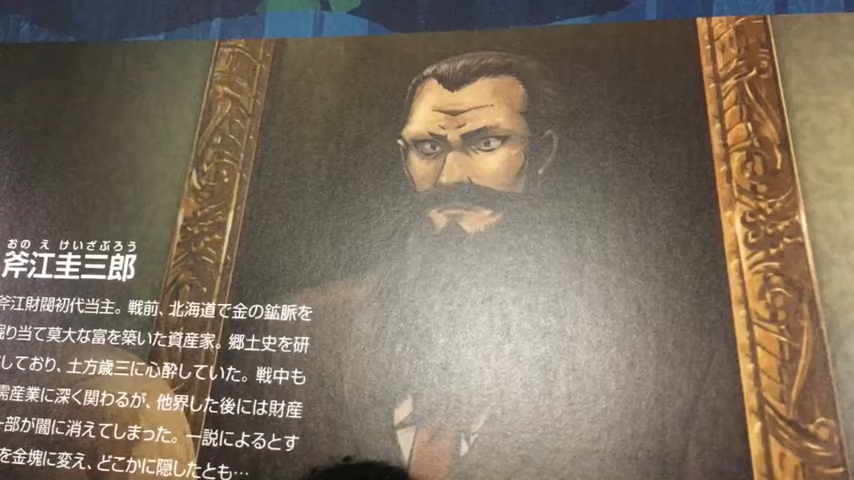 おのえけいざぶろう
斧江圭三郎
斧江財閥初代当主。戦前、北海道で金の鉱脈を
掘り当て莫大な富を築いた資産家。郷土史を研
しており、土方歳三に心酔していた。戦中も
需産業に深く関わるが、他界した後には財産
一部が闇に消えてしまった。一説によるとす
を金塊に変え、どこかに隠したとも…